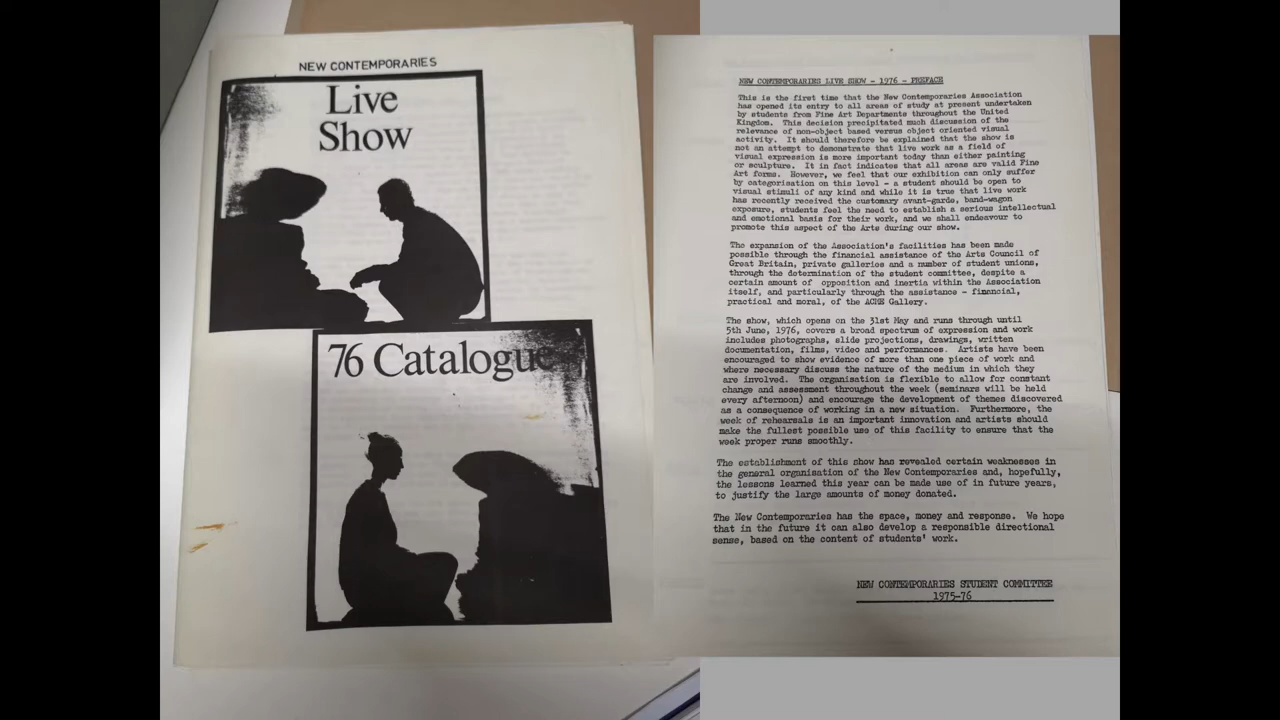 NEW CONTEMPORARIES
Live
Show
76 Catalogue
NEW CONTEMPORARIES LIVE SHOW - 1976 - PREFACE
This is the first time that the New Contemporaries Association
has opened its entry to all areas of study at present undertaken
by students from Fine Art Departments throughout the United
Kingdom. This decision precipitated much discussion of the
relevance of non-object based versus object oriented visual
activity. It should therefore be explained that the show is
not an attempt to demonstrate that live work as a field of
visual expression is more important today than either painting
or sculpture. It in fact indicates that all areas are valid Fine
Art forms. However, we feel that our exhibition can only suffer
by categorisation on this level - a student should be open to
visual stimuli of any kind and while it is true that live work
has recently received the customary avant-garde, band-wagon
exposure, students feel the need to establish a serious intellectual
and emotional basis for their work, and we shall endeavour to
promote this aspect of the Arts during our show.
The expansion of the Association's facilities has been made
possible through the financial assistance of the Arts Council of
Great Britain, private galleries and a number of student unions,
through the determination of the student committee, despite a
certain amount of opposition and inertia within the Association
itself, and particularly through the assistance - financial,
practical and moral, of the ACME Gallery.
The show, which opens on the 31st May and runs through until
5th June, 1976, covers a broad spectrum of expression and work
includes photographs, slide projections, drawings, written
documentation, films, video and performances. Artists have been
encouraged to show evidence of more than one piece of work and
where necessary discuss the nature of the medium in which they
are involved. The organisation is flexible to allow for constant
change and assessment throughout the week (seminars will be held
every afternoon) and encourage the development of themes discovered
as a consequence of working in a new situation. Furthermore, the
week of rehearsals is an important innovation and artists should
make the fullest possible use of this facility to ensure that the
week proper runs smoothly.
The establishment of this show has revealed certain weaknesses in
the general organisation of the New Contemporaries and, hopefully,
the lessons learned this year can be made use of in future years,
to justify the large amounts of money donated.
The New Contemporaries has the space, money and response. We hope
that in the future it can also develop a responsible directional
sense, based on the content of students' work.
NEW CONTEMPORARIES STUDENT COMMITTEE
1975-76